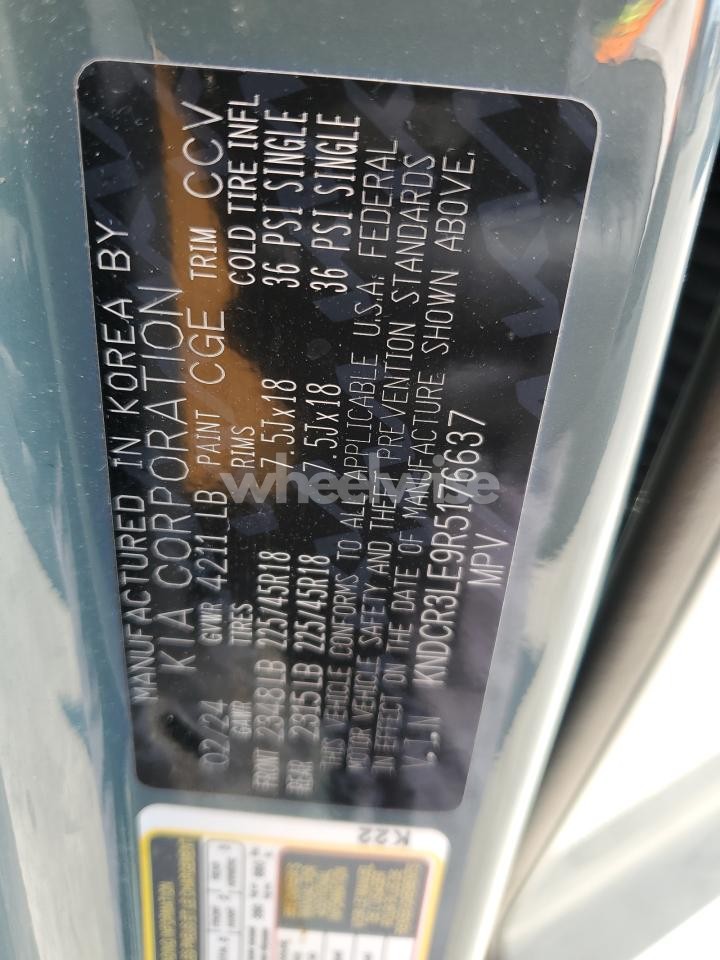 MANUFACTURED IN KOREA BY
KIA CORPORATION
02/24 GVWR 4211 LB PAINT CGE TRIM CCV
GAWR TIRES RIMS COLD TIRE INFL
FRONT 2348LB 225/45R18 7.5Jx18 36 PSI SINGLE
REAR 2315LB 225/45R18 7.5Jx18 36 PSI SINGLE
THIS VEHICLE CONFORMS TO ALL APPLICABLE U.S.A. FEDERAL
MOTOR VEHICLE SAFETY AND THEFT PREVENTION STANDARDS
IN EFFECT ON THE DATE OF MANUFACTURE SHOWN ABOVE.
V.I.N KNDCR3LE9R5176637
MPV
wheelwise
K22